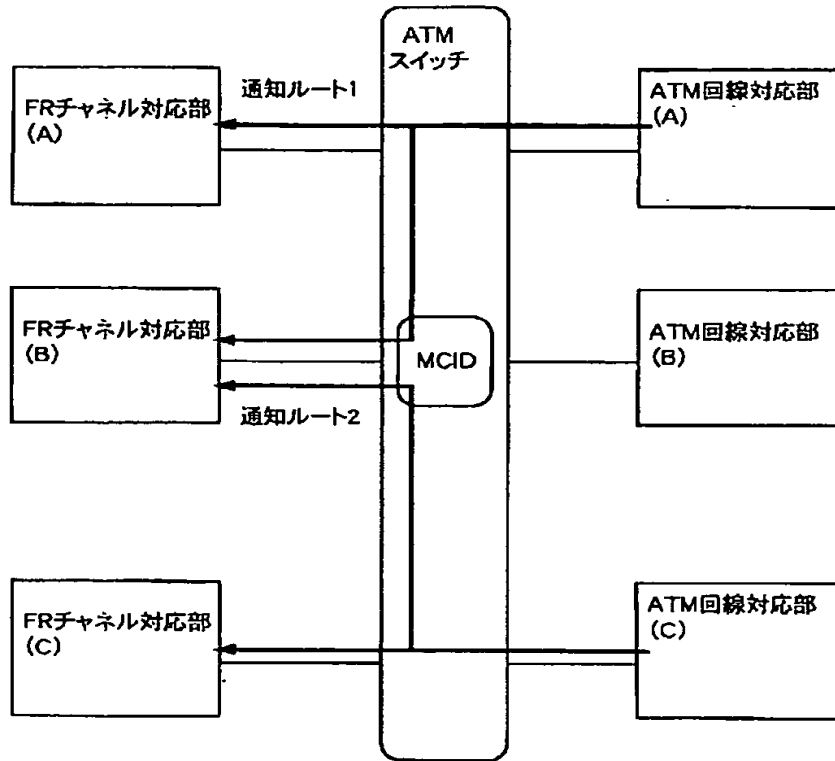 ATM
スイッチ
通知ルート1
FRチャネル対応部
(A)
ATM回線対応部
(A)
FRチャネル対応部
(B)
MCID
ATM回線対応部
(B)
通知ルート2
FRチャネル対応部
(C)
ATM回線対応部
(C)